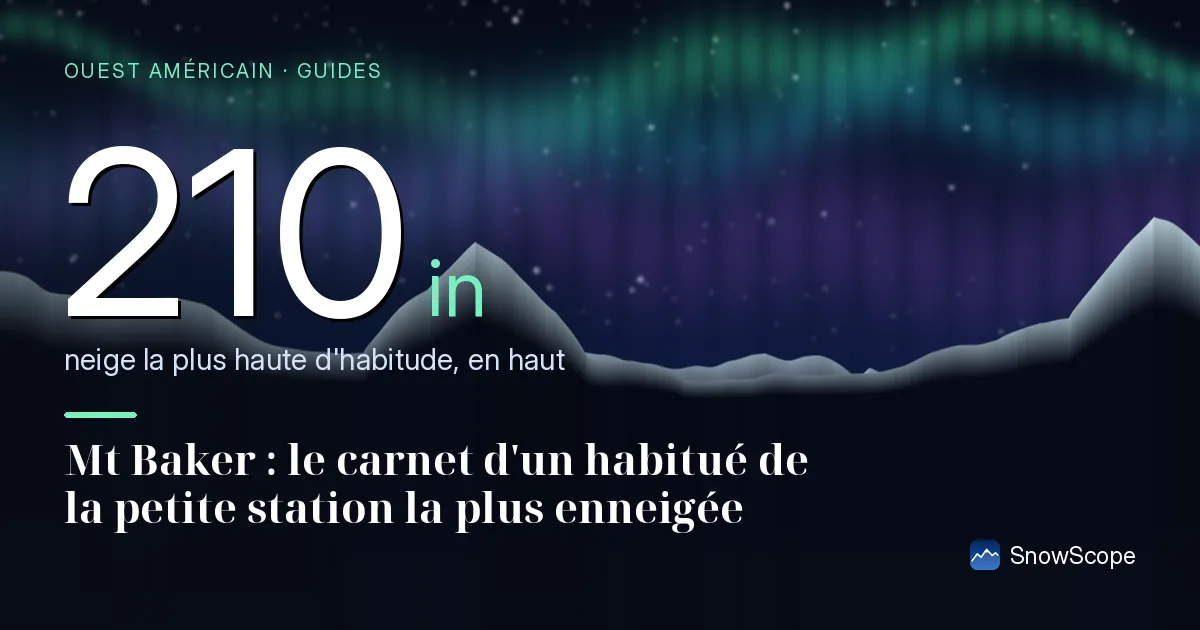 OUEST AMÉRICAIN · GUIDES
210 in
neige la plus haute d'habitude, en haut
Mt Baker : le carnet d'un habitué de
la petite station la plus enneigée
SnowScope